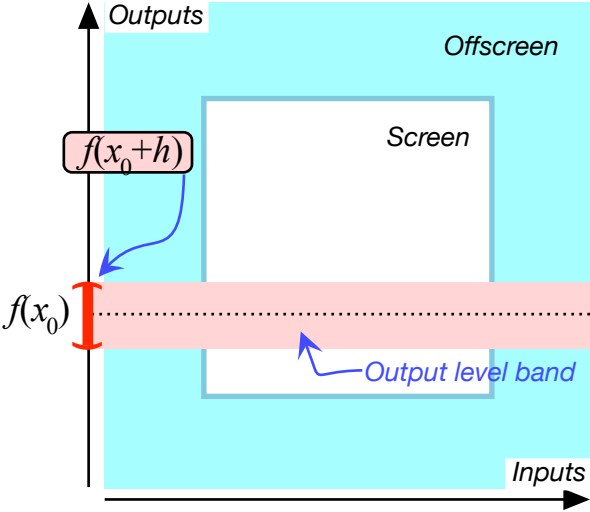 Outputs
Offscreen
Screen
f(x₀+h)
f(x₀)
Output level band
Inputs